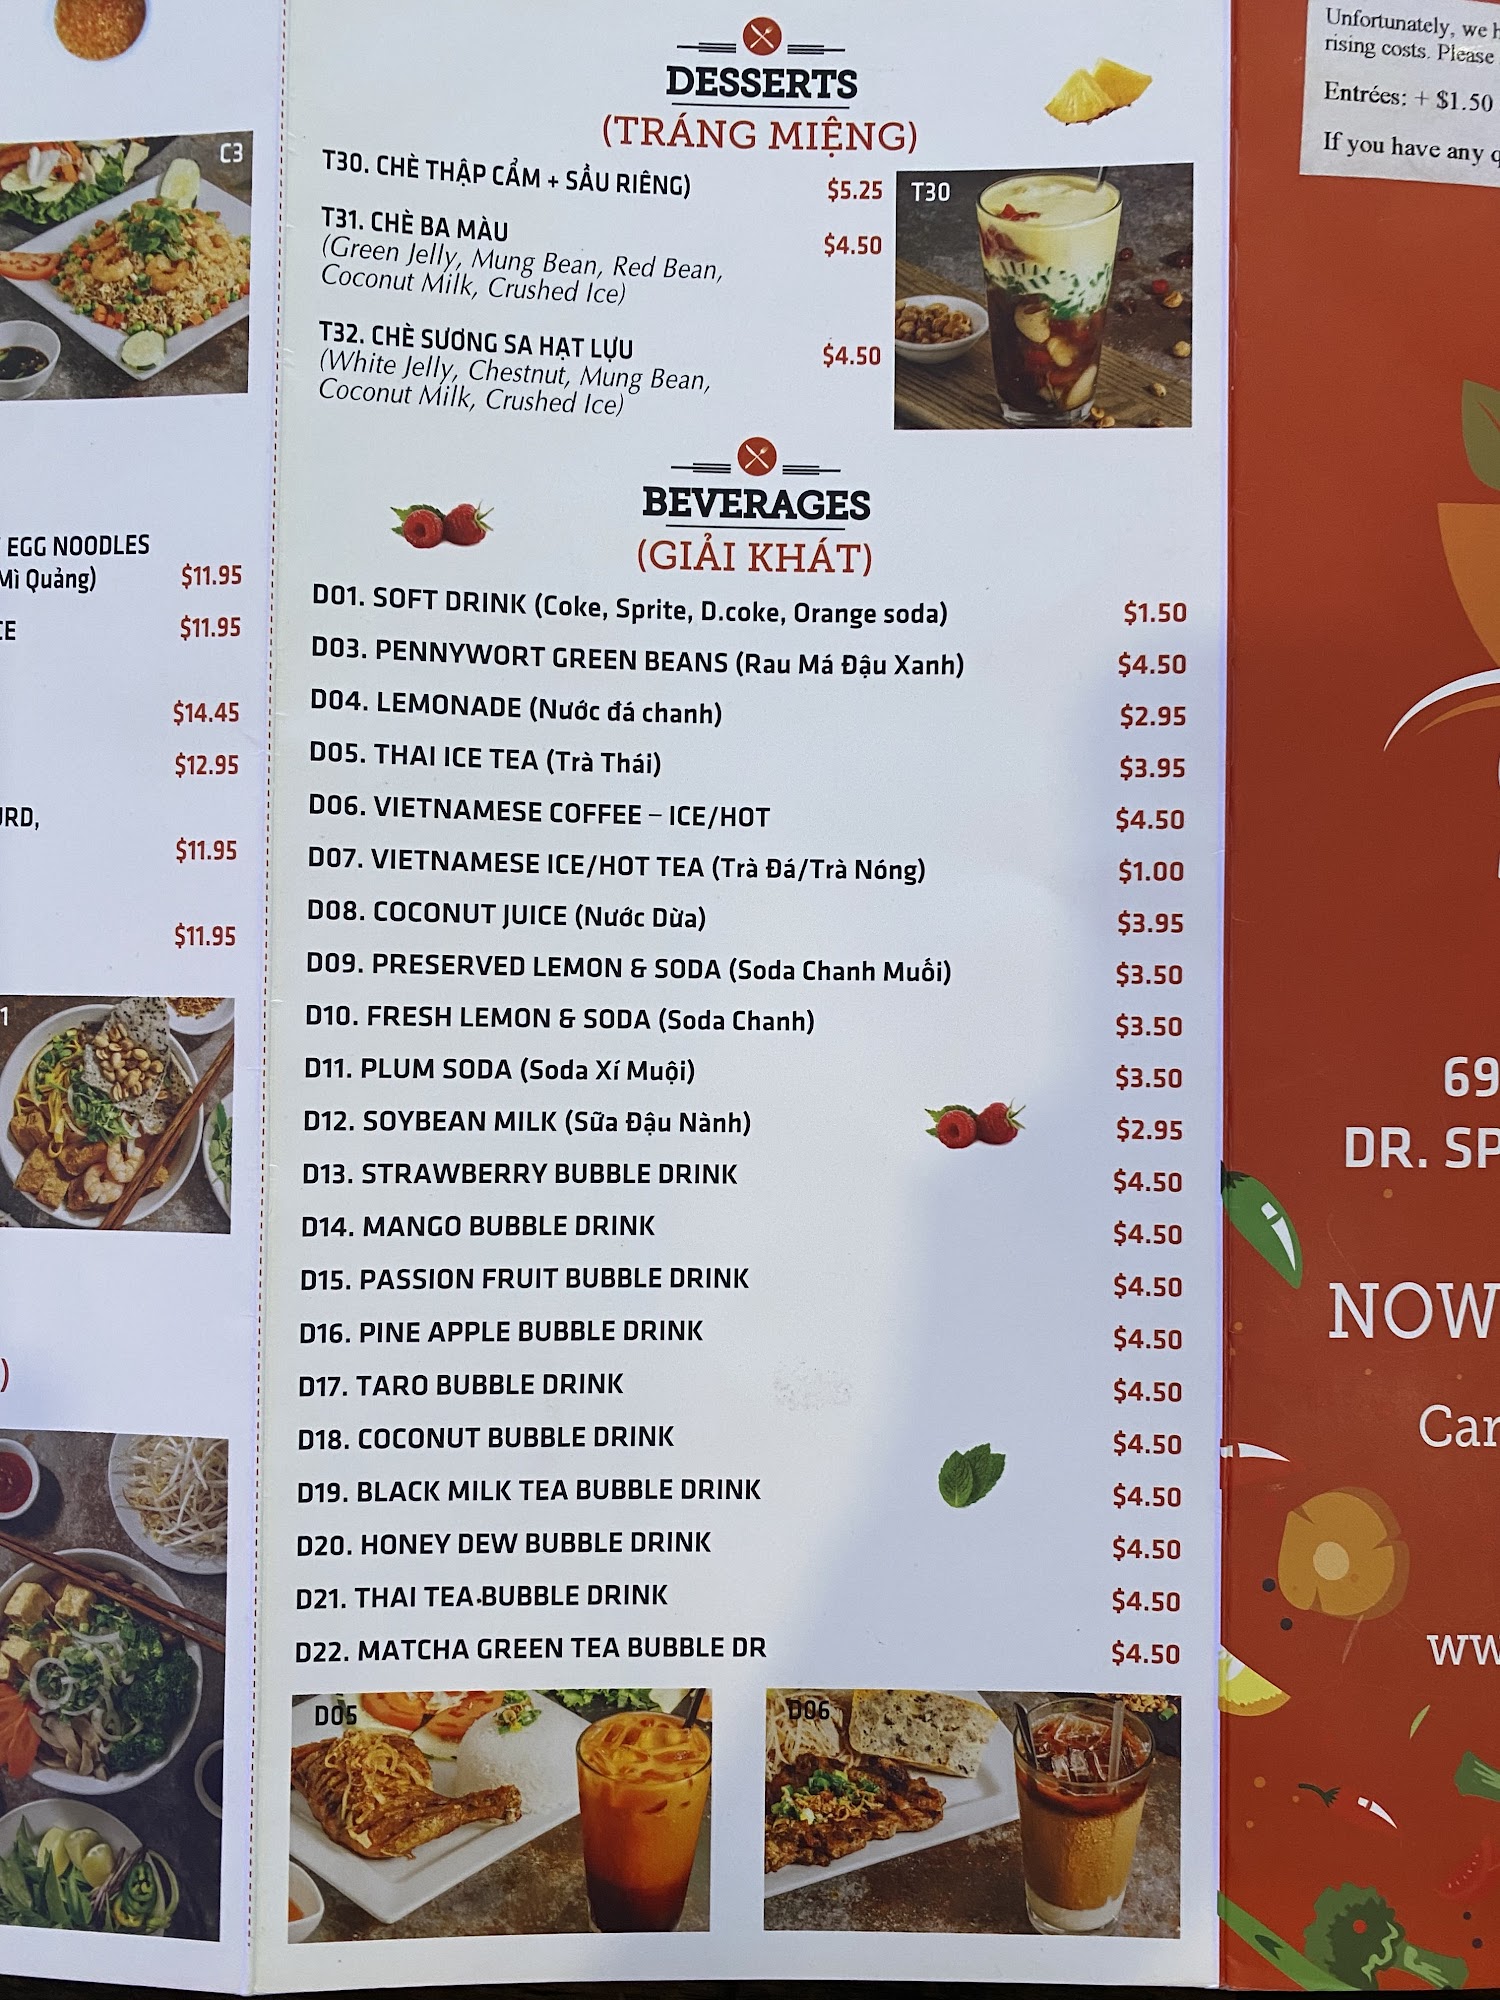 C3
EGG NOODLES
Mì Quảng) $11.95
CE $11.95
$14.45
$12.95
URD,
$11.95
$11.95
1
)
DESSERTS
(TRÁNG MIỆNG)
T30. CHÈ THẬP CẨM + SẦU RIÊNG) $5.25
T30
T31. CHÈ BA MÀU $4.50
(Green Jelly, Mung Bean, Red Bean,
Coconut Milk, Crushed Ice)
T32. CHÈ SƯƠNG SA HẠT LỰU $4.50
(White Jelly, Chestnut, Mung Bean,
Coconut Milk, Crushed Ice)
BEVERAGES
(GIẢI KHÁT)
D01. SOFT DRINK (Coke, Sprite, D.coke, Orange soda) $1.50
D03. PENNYWORT GREEN BEANS (Rau Má Đậu Xanh) $4.50
D04. LEMONADE (Nước đá chanh) $2.95
D05. THAI ICE TEA (Trà Thái) $3.95
D06. VIETNAMESE COFFEE – ICE/HOT $4.50
D07. VIETNAMESE ICE/HOT TEA (Trà Đá/Trà Nóng) $1.00
D08. COCONUT JUICE (Nước Dừa) $3.95
D09. PRESERVED LEMON & SODA (Soda Chanh Muối) $3.50
D10. FRESH LEMON & SODA (Soda Chanh) $3.50
D11. PLUM SODA (Soda Xí Muội) $3.50
D12. SOYBEAN MILK (Sữa Đậu Nành) $2.95
D13. STRAWBERRY BUBBLE DRINK $4.50
D14. MANGO BUBBLE DRINK $4.50
D15. PASSION FRUIT BUBBLE DRINK $4.50
D16. PINE APPLE BUBBLE DRINK $4.50
D17. TARO BUBBLE DRINK $4.50
D18. COCONUT BUBBLE DRINK $4.50
D19. BLACK MILK TEA BUBBLE DRINK $4.50
D20. HONEY DEW BUBBLE DRINK $4.50
D21. THAI TEA.BUBBLE DRINK $4.50
D22. MATCHA GREEN TEA BUBBLE DR $4.50
D05
D06
Unfortunately, we h
rising costs. Please
Entrées: + $1.50
If you have any q
69
DR. SP
NOW
Car
ww